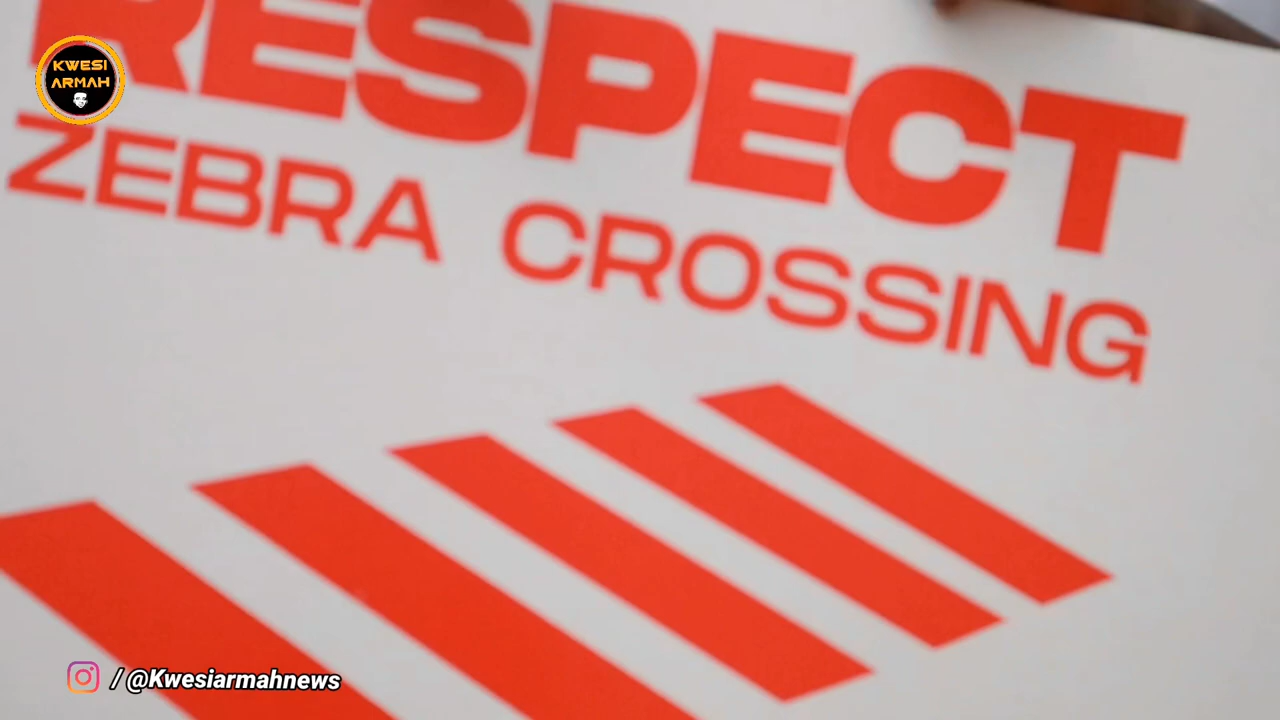 KWESI
ARMAH
RESPECT
ZEBRA CROSSING
/ @Kwesiarmahnews